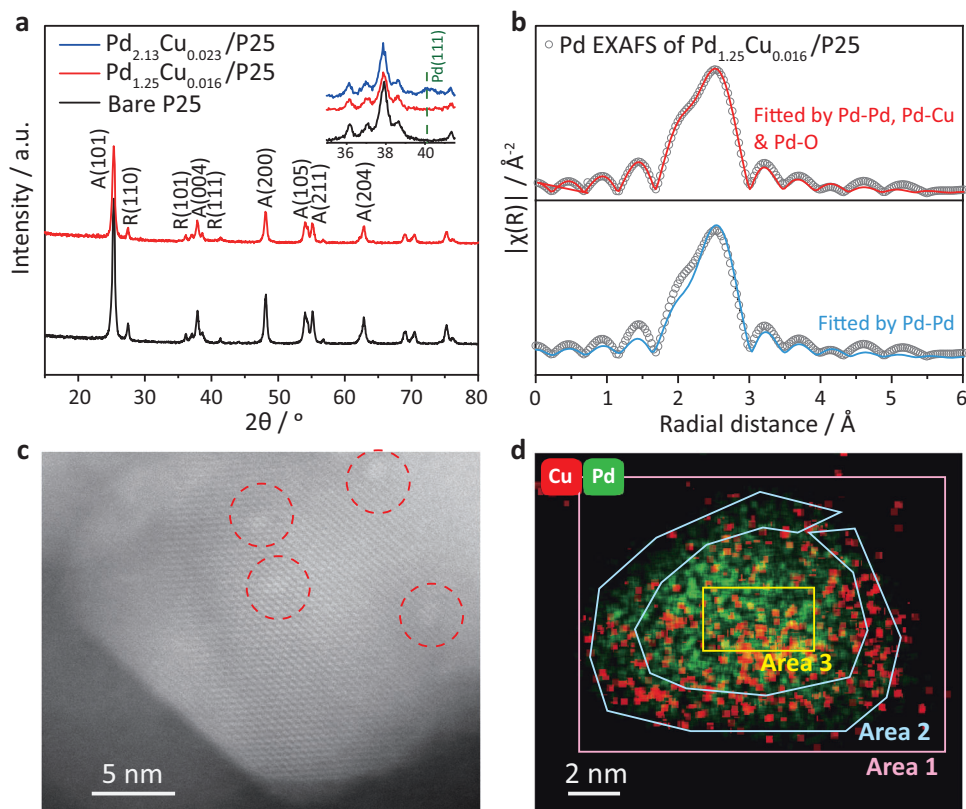 a
Pd2.13Cu0.023/P25
Pd1.25Cu0.016/P25
Bare P25
Pd(111)
36 38 40
A(101)
R(110)
R(101)
A(004)
R(111)
A(200)
A(105)
A(211)
A(204)
Intensity / a.u.
20 30 40 50 60 70 80
2θ / °
b
Pd EXAFS of Pd1.25Cu0.016/P25
Fitted by Pd-Pd, Pd-Cu
& Pd-O
Fitted by Pd-Pd
|χ(R)| / Å-2
0 1 2 3 4 5 6
Radial distance / Å
c
5 nm
d
Cu Pd
Area 3
Area 2
Area 1
2 nm